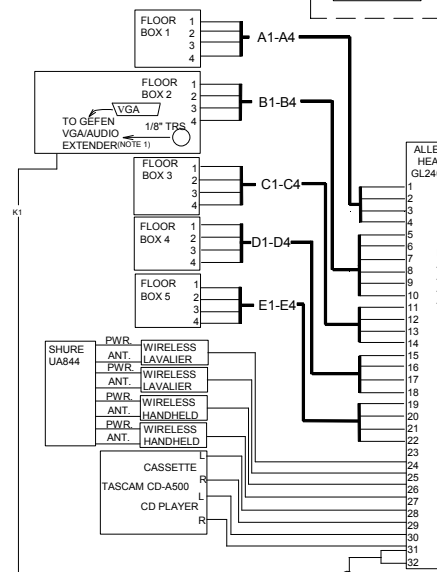 FLOOR
BOX 1
1
2
3
4
A1-A4
FLOOR
BOX 2
1
2
3
4
B1-B4
VGA
TO GEFEN
VGA/AUDIO
EXTENDER(NOTE 1)
1/8" TRS
FLOOR
BOX 3
1
2
3
4
C1-C4
FLOOR
BOX 4
1
2
3
4
D1-D4
FLOOR
BOX 5
1
2
3
4
E1-E4
K1
SHURE
UA844
PWR.
ANT.
WIRELESS
LAVALIER
PWR.
ANT.
WIRELESS
LAVALIER
PWR.
ANT.
WIRELESS
HANDHELD
PWR.
ANT.
WIRELESS
HANDHELD
CASSETTE
TASCAM CD-A500
CD PLAYER
L
R
L
R
ALLE
HEA
GL24
1
2
3
4
5
6
7
8
9
10
11
12
13
14
15
16
17
18
19
20
21
22
23
24
25
26
27
28
29
30
31
32